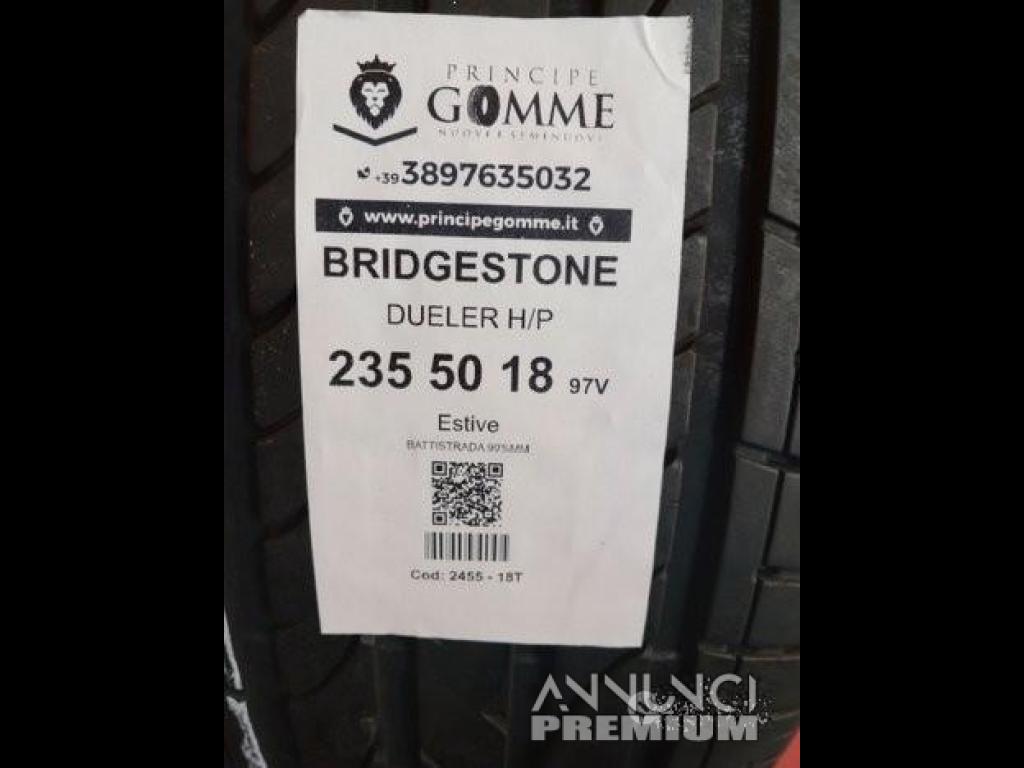 PRINCIPE
GOMME
NUOVE E SEMINUOVE
+39 3897635032
www.principegomme.it
BRIDGESTONE
DUELER H/P
235 50 18 97V
Estive
BATTISTRADA 99%MM
Cod: 2455 - 18T
ANNUNCI
PREMIUM